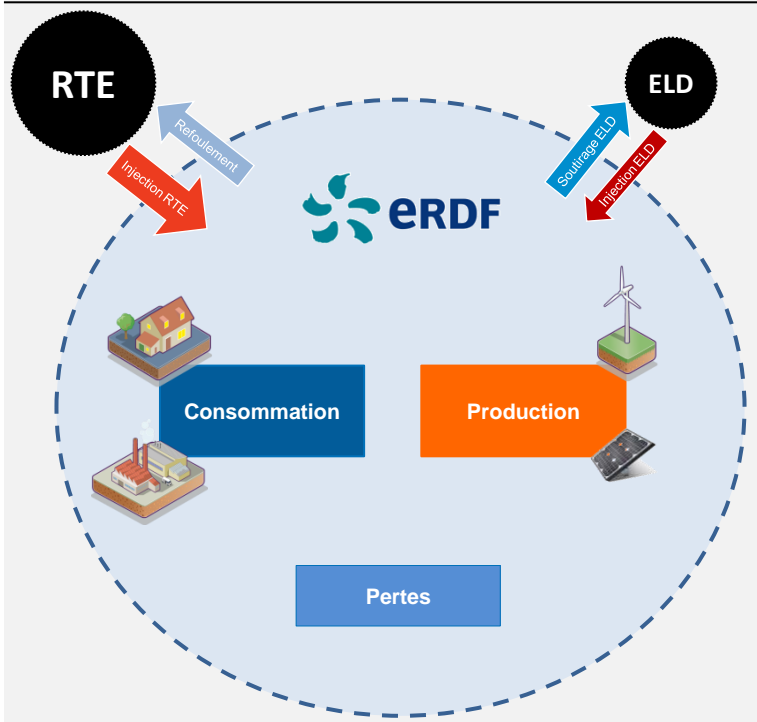 RTE
ELD
Refoulement
Injection RTE
Soutirage ELD
Injection ELD
eRDF
Consommation
Production
Pertes